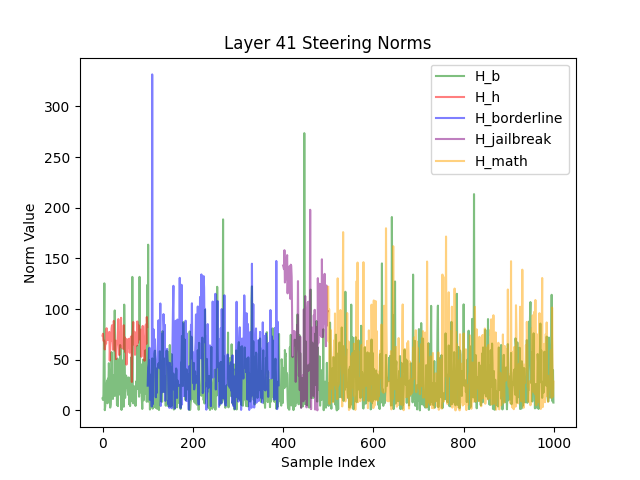 Layer 41 Steering Norms
H_b
H_h
H_borderline
H_jailbreak
H_math
Norm Value
300
250
200
150
100
50
0
0
200
400
600
800
1000
Sample Index